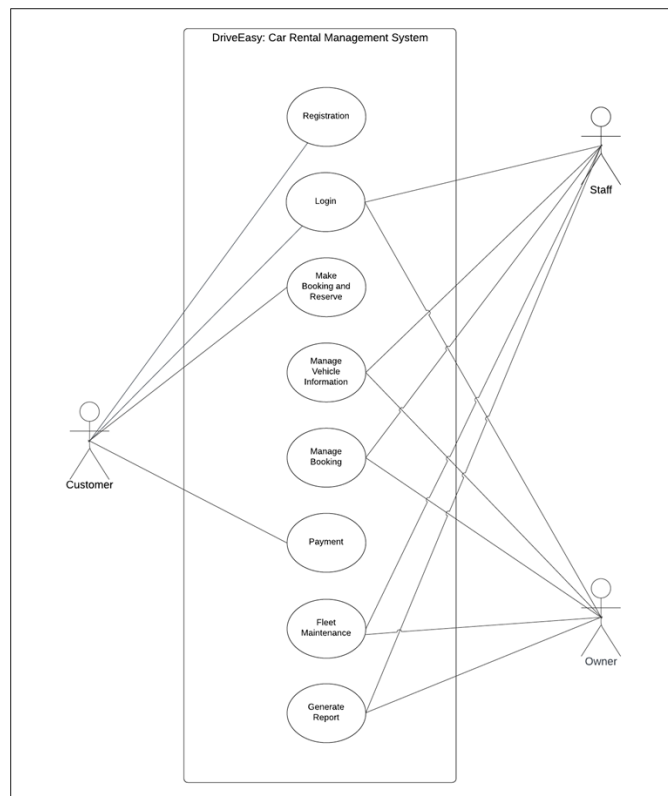 DriveEasy: Car Rental Management System
Registration
Login
Make
Booking and
Reserve
Manage
Vehicle
Information
Manage
Booking
Payment
Fleet
Maintenance
Generate
Report
Customer
Staff
Owner